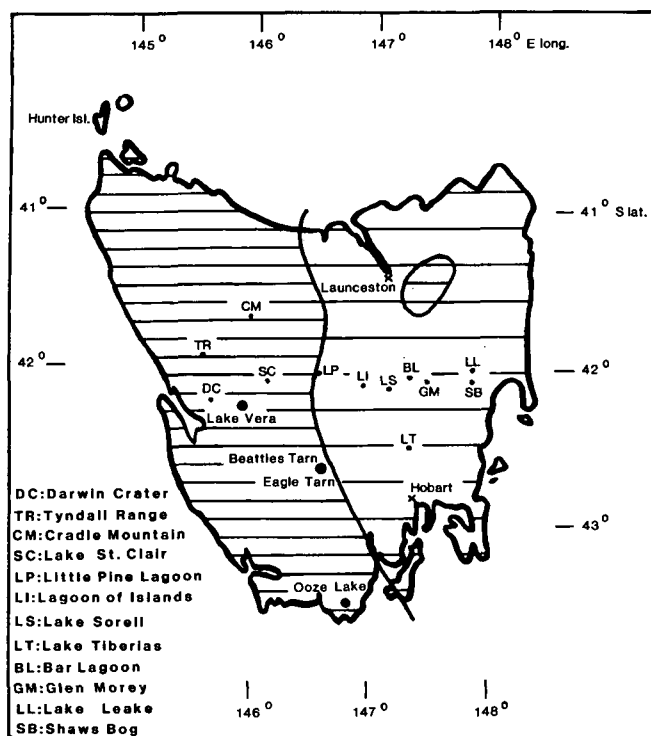 145° 146° 147° 148° E long.
Hunter Isl.
41° 41° S lat.
Launceston
CM
TR
42° 42°
SC LP LI LS BL GM LL SB
DC
Lake Vera
LT
Beatties Tarn
Eagle Tarn
Hobart
43°
Ooze Lake
DC:Darwin Crater
TR:Tyndall Range
CM:Cradle Mountain
SC:Lake St. Clair
LP:Little Pine Lagoon
LI:Lagoon of Islands
LS:Lake Sorell
LT:Lake Tiberias
BL:Bar Lagoon
GM:Glen Morey
LL:Lake Leake
SB:Shaws Bog
146° 147° 148°